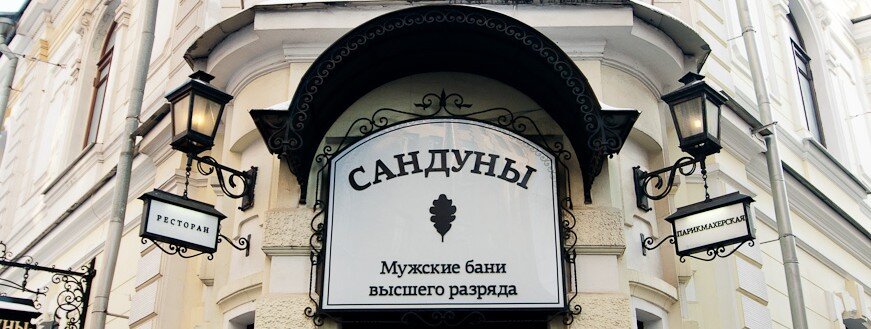 САНДУНЫ
Мужские бани
высшего разряда
РЕСТОРАН
ПАРИКМАХЕРСКАЯ